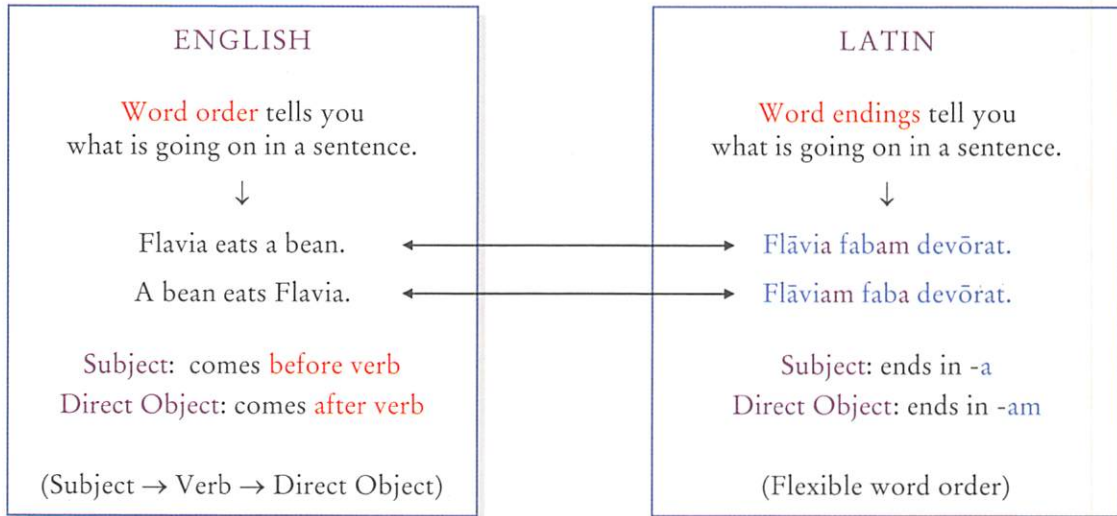 ENGLISH
Word order tells you
what is going on in a sentence.
↓
Flavia eats a bean.
A bean eats Flavia.
Subject: comes before verb
Direct Object: comes after verb
(Subject → Verb → Direct Object)
LATIN
Word endings tell you
what is going on in a sentence.
↓
Flāvia fabam devōrat.
Flāviam faba devōrat.
Subject: ends in -a
Direct Object: ends in -am
(Flexible word order)